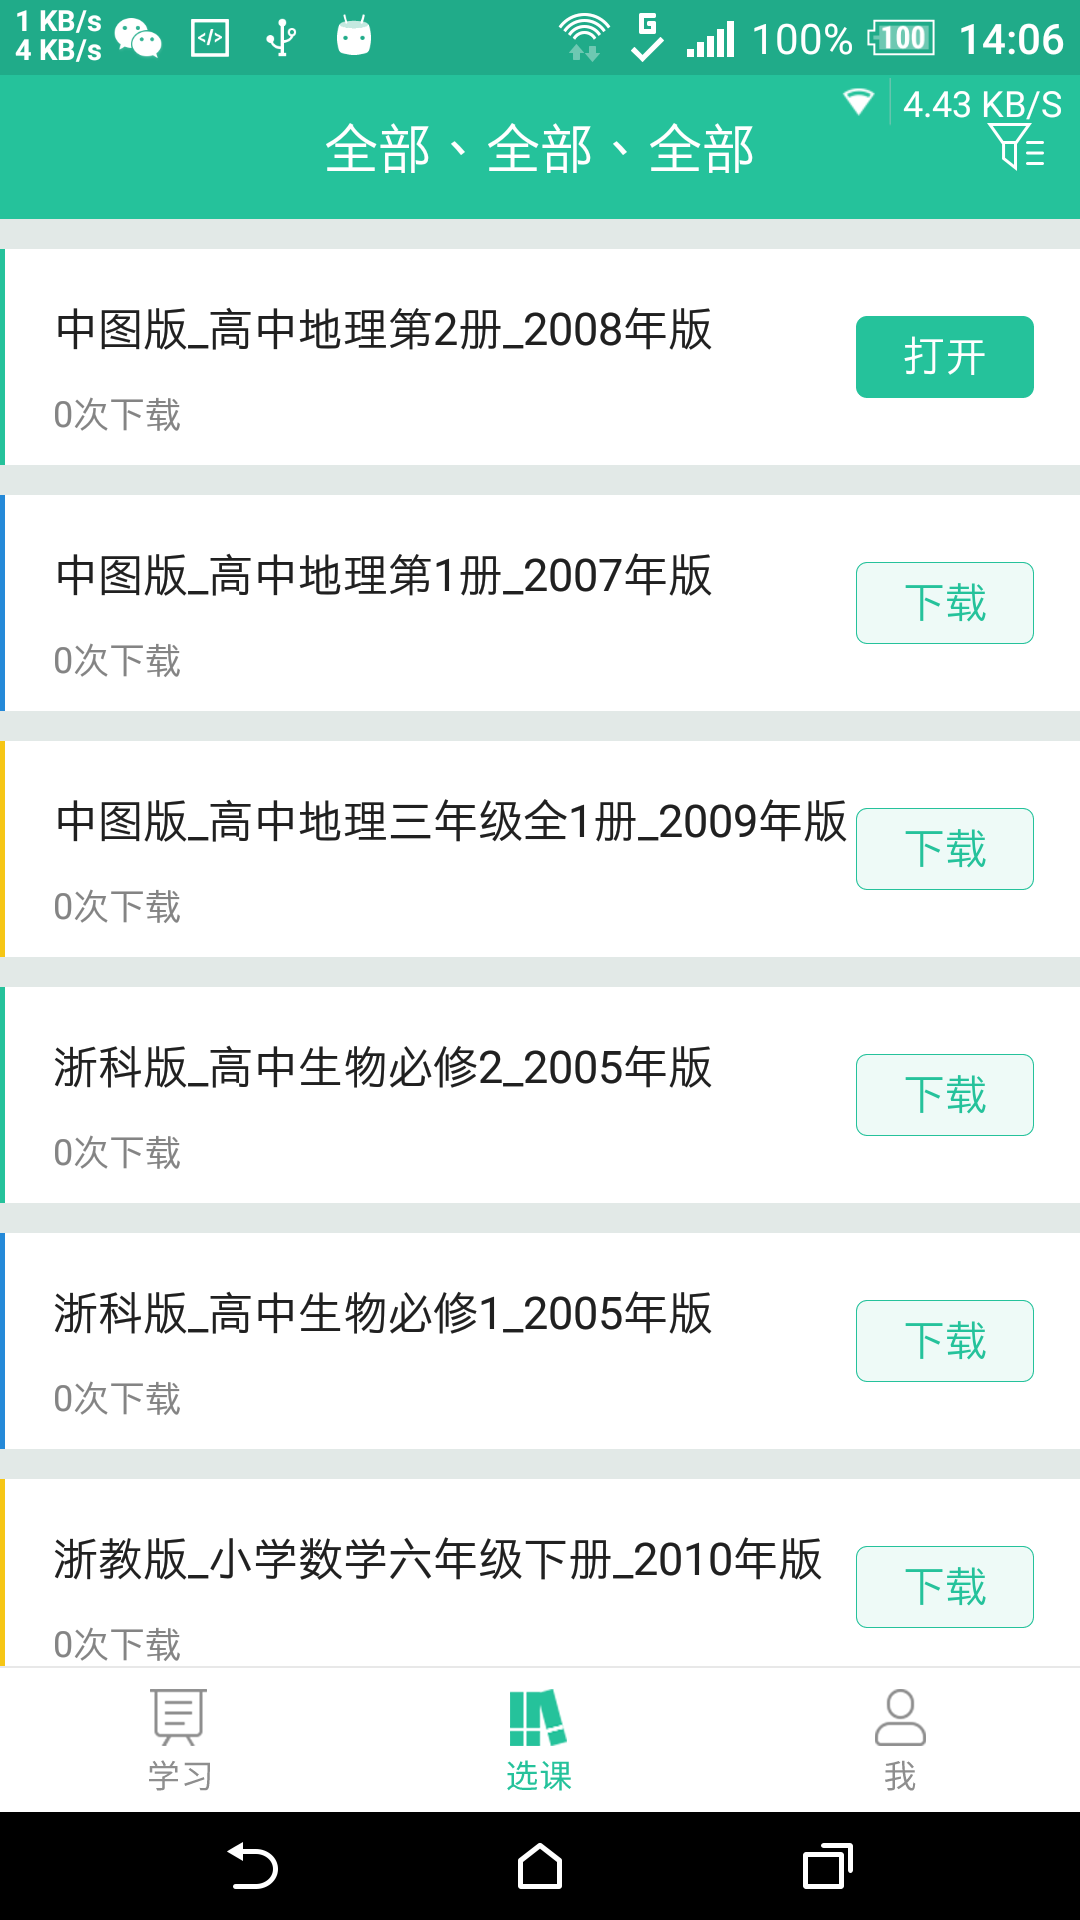 1 KB/s
4 KB/s
100%
100
14:06
4.43 KB/S
全部、全部、全部
中图版_高中地理第2册_2008年版
打开
0次下载
中图版_高中地理第1册_2007年版
下载
0次下载
中图版_高中地理三年级全1册_2009年版
下载
0次下载
浙科版_高中生物必修2_2005年版
下载
0次下载
浙科版_高中生物必修1_2005年版
下载
0次下载
浙教版_小学数学六年级下册_2010年版
下载
0次下载
学习
选课
我